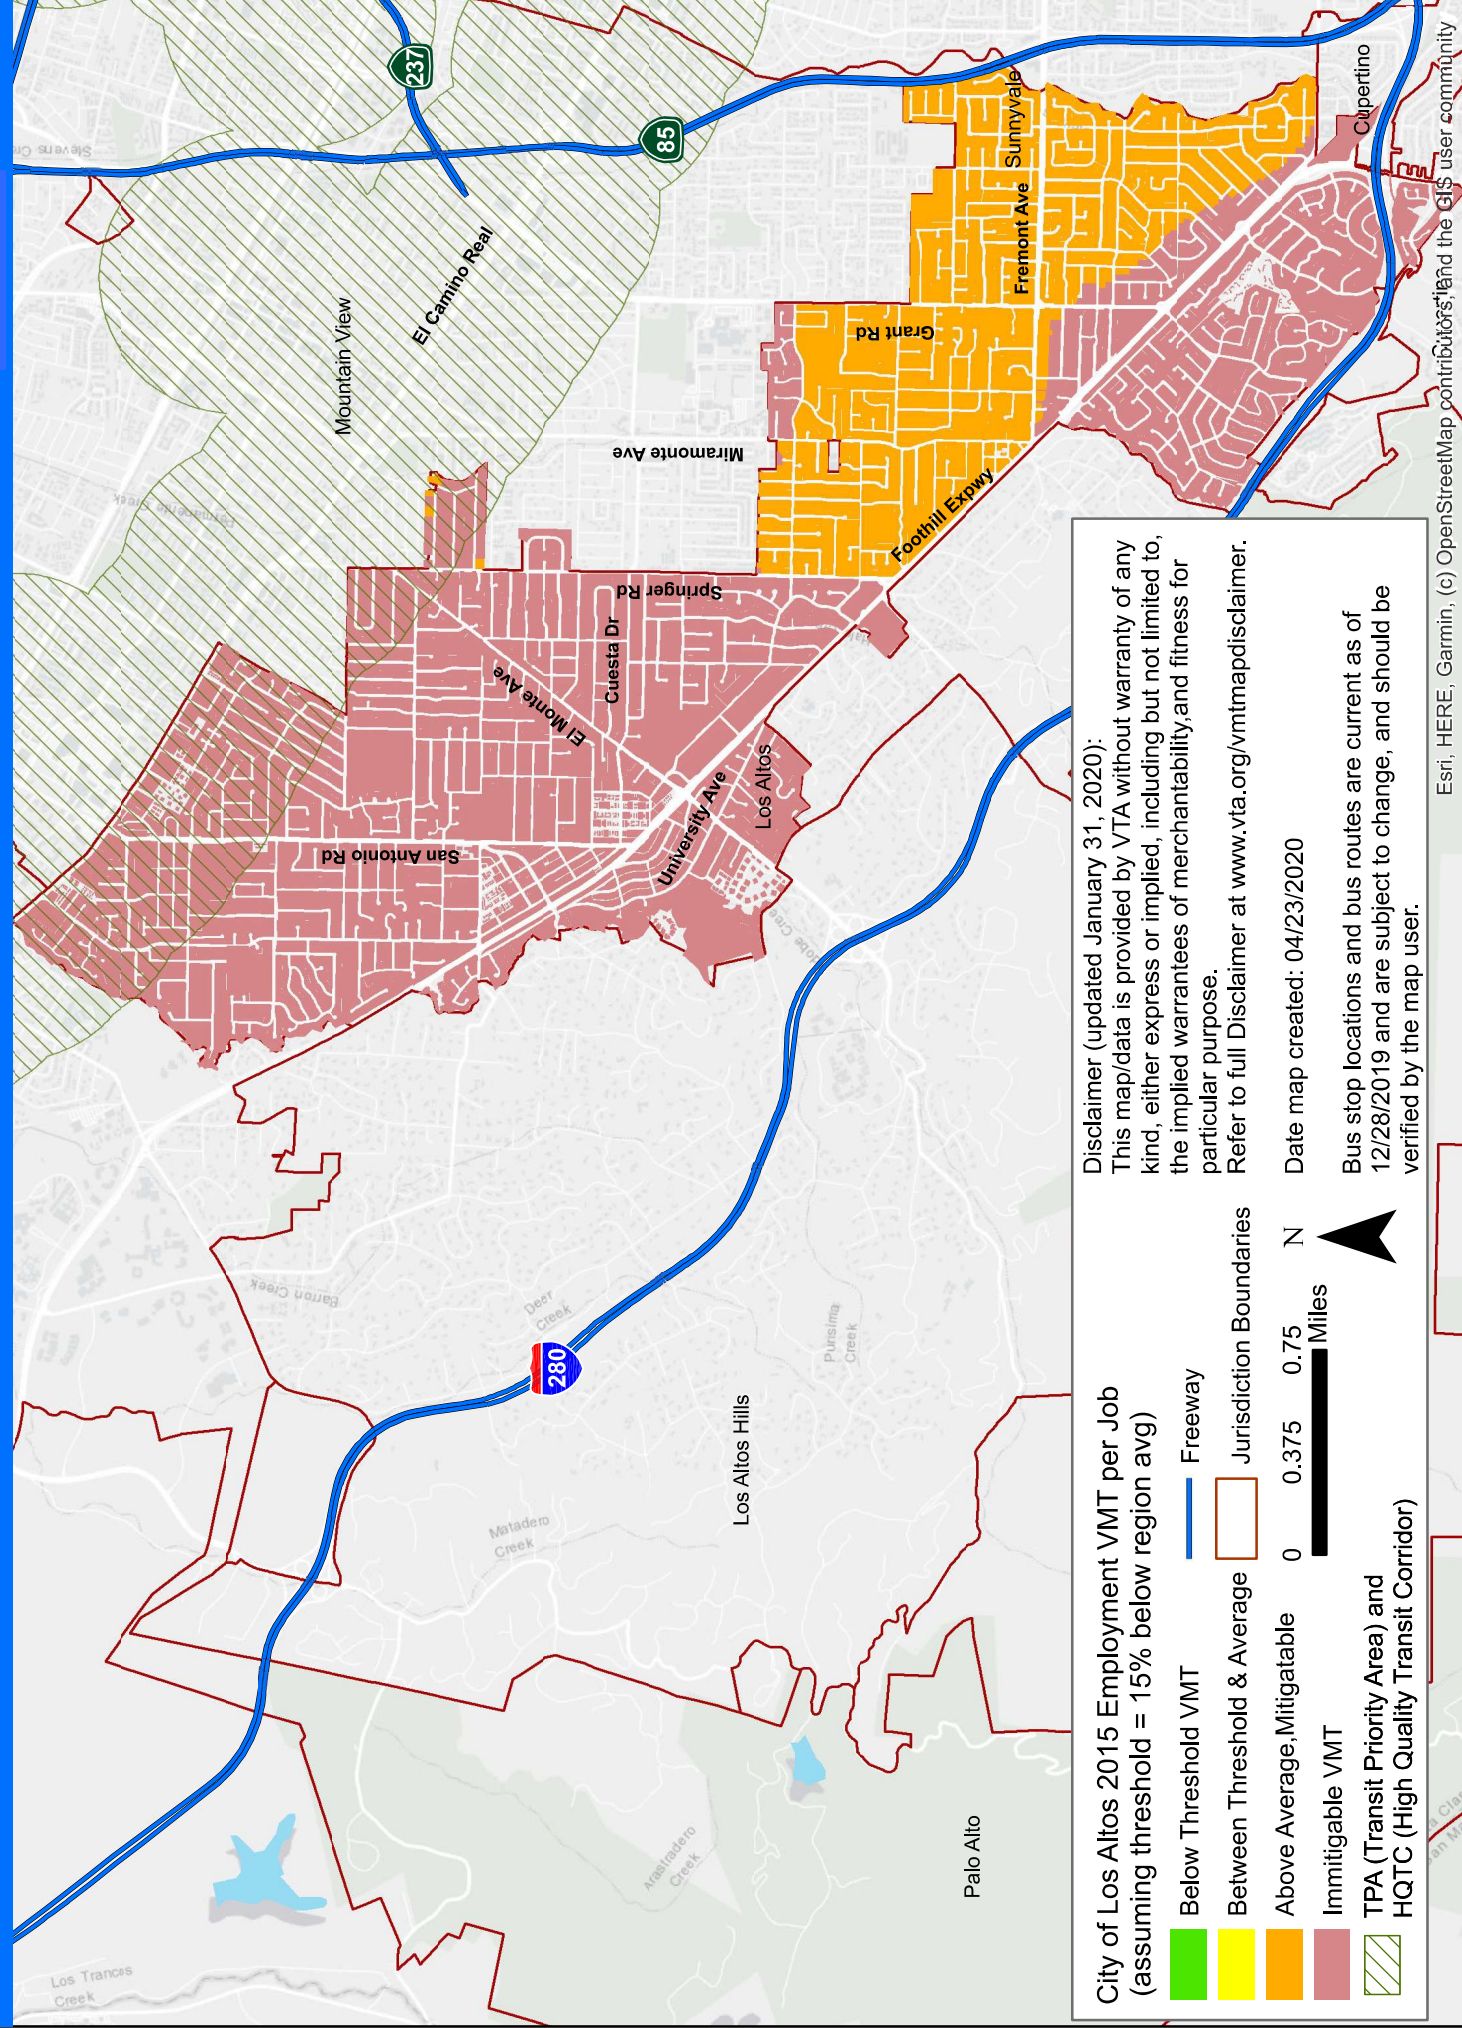 Stevens Cre
237
85
El Camino Real
Mountain View
Permanente Creek
Miramonte Ave
Sunnyvale
Fremont Ave
Grant Rd
Cupertino
Foothill Expwy
Springer Rd
Cuesta Dr
El Monte Ave
University Ave
Los Altos
San Antonio Rd
Barron Creek
Deer
Creek
280
Purisima
Creek
Los Altos Hills
Matadero
Creek
Arastradero
Creek
Palo Alto
Los Trancos
Creek
City of Los Altos 2015 Employment VMT per Job
(assuming threshold = 15% below region avg)
Below Threshold VMT
Between Threshold & Average
Above Average,Mitigatable
Immitigable VMT
TPA (Transit Priority Area) and
HQTC (High Quality Transit Corridor)
Freeway
Jurisdiction Boundaries
0 0.375 0.75
Miles
N
Disclaimer (updated January 31, 2020):
This map/data is provided by VTA without warranty of any
kind, either express or implied, including but not limited to,
the implied warrantees of merchantability,and fitness for
particular purpose.
Refer to full Disclaimer at www.vta.org/vmtmapdisclaimer.
Date map created: 04/23/2020
Bus stop locations and bus routes are current as of
12/28/2019 and are subject to change, and should be
verified by the map user.
Esri, HERE, Garmin, (c) OpenStreetMap contributors, and the GIS user community